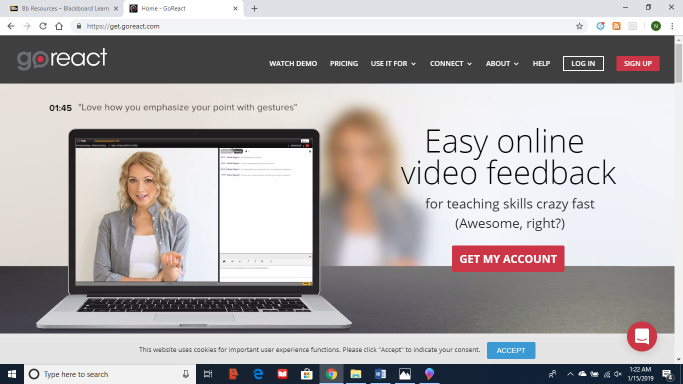 Bb Resources – Blackboard Learn
Home - GoReact
https://get.goreact.com
goreact
WATCH DEMO PRICING USE IT FOR CONNECT ABOUT HELP LOG IN SIGN UP
01:45 "Love how you emphasize your point with gestures"
Easy online
video feedback
for teaching skills crazy fast
(Awesome, right?)
GET MY ACCOUNT
This website uses cookies for important user experience functions. Please click "Accept" to indicate your consent. ACCEPT
Type here to search
1:22 AM
1/15/2019